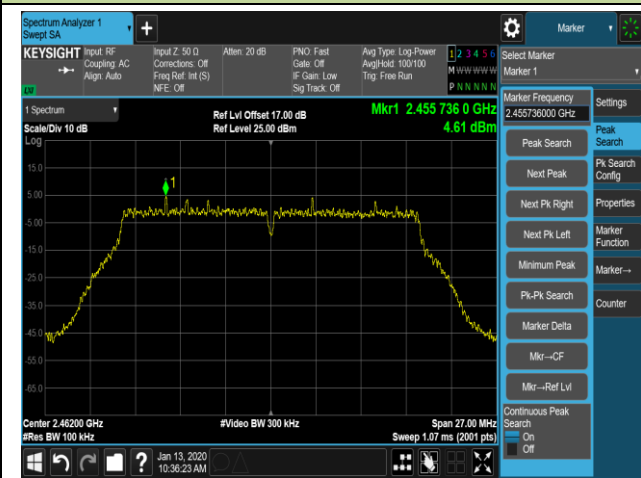 Spectrum Analyzer 1
Swept SA
+
Marker
KEYSIGHT
Input: RF
Coupling: AC
Align: Auto
Input Z: 50 Ω
Corrections: Off
Freq Ref: Int (S)
NFE: Off
Atten: 20 dB
PNO: Fast
Gate: Off
IF Gain: Low
Sig Track: Off
Avg Type: Log-Power
Avg|Hold: 100/100
Trig: Free Run
1 2 3 4 5 6
M W W W W W
P N N N N N
Select Marker
Marker 1
1 Spectrum
Scale/Div 10 dB
Log
Ref Lvl Offset 17.00 dB
Ref Level 25.00 dBm
Mkr1 2.455 736 0 GHz
4.61 dBm
15.0
5.00
-5.00
-15.0
-25.0
-35.0
-45.0
-55.0
-65.0
1
Center 2.46200 GHz
#Res BW 100 kHz
#Video BW 300 kHz
Span 27.00 MHz
Sweep 1.07 ms (2001 pts)
Marker Frequency
2.455736000 GHz
Peak Search
Next Peak
Next Pk Right
Next Pk Left
Minimum Peak
Pk-Pk Search
Marker Delta
Mkr→CF
Mkr→Ref Lvl
Continuous Peak
Search
On
Off
Settings
Peak
Search
Pk Search
Config
Properties
Marker
Function
Marker→
Counter
?
Jan 13, 2020
10:36:23 AM